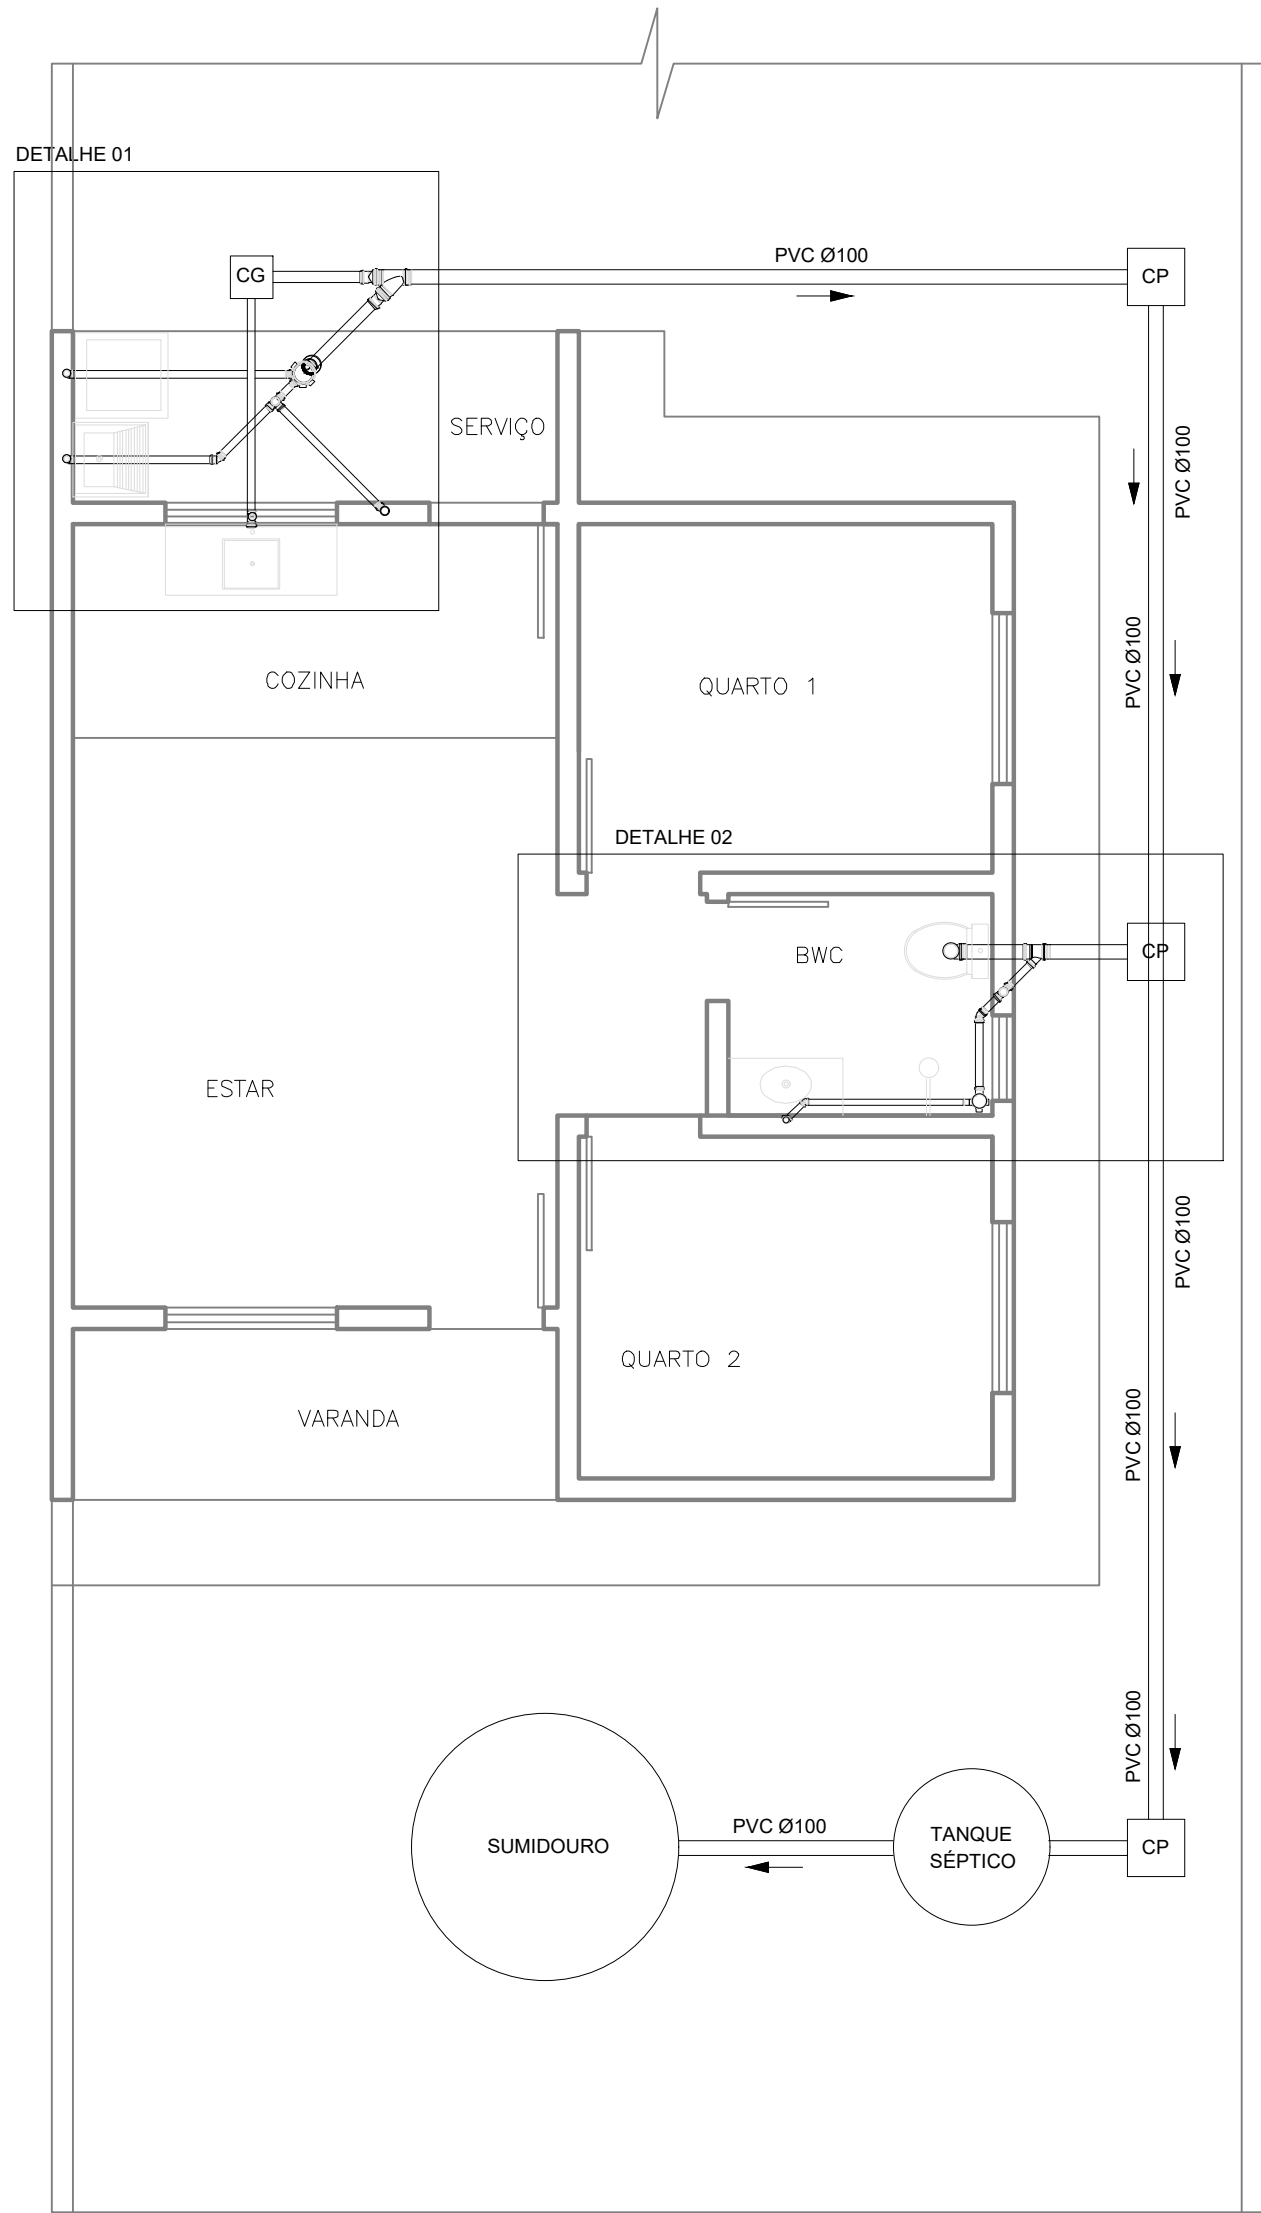 DETALHE 01
CG
PVC Ø100
CP
SERVIÇO
PVC Ø100
PVC Ø100
COZINHA
QUARTO 1
DETALHE 02
BWC
CP
ESTAR
PVC Ø100
QUARTO 2
VARANDA
PVC Ø100
PVC Ø100
SUMIDOURO
PVC Ø100
TANQUE
SÉPTICO
CP